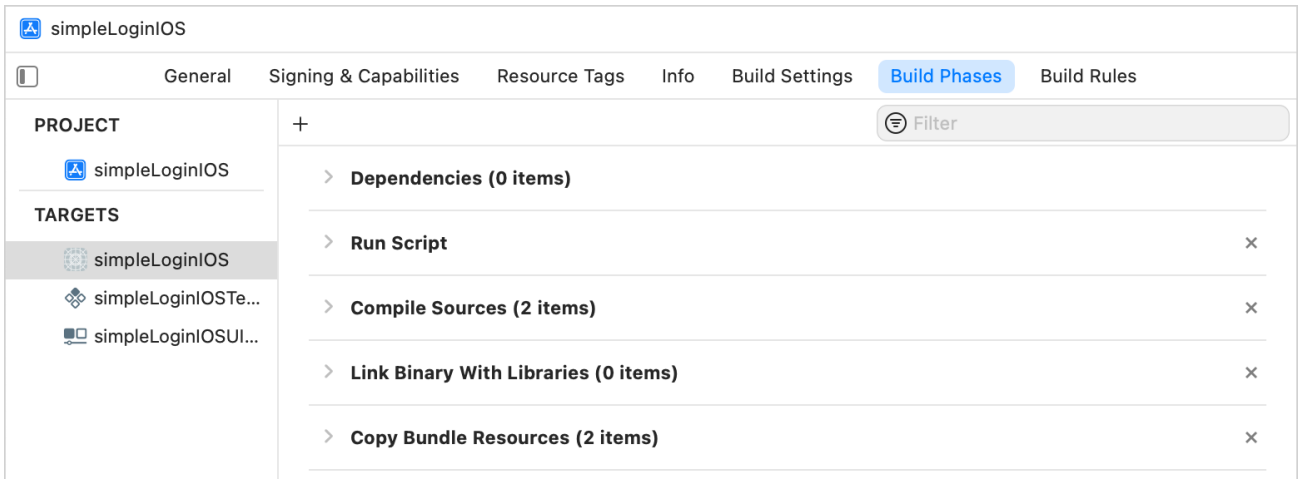 simpleLoginIOS
General Signing & Capabilities Resource Tags Info Build Settings Build Phases Build Rules
PROJECT
simpleLoginIOS
TARGETS
simpleLoginIOS
simpleLoginIOSTe...
simpleLoginIOSUI...
+ Filter
Dependencies (0 items)
Run Script
Compile Sources (2 items)
Link Binary With Libraries (0 items)
Copy Bundle Resources (2 items)